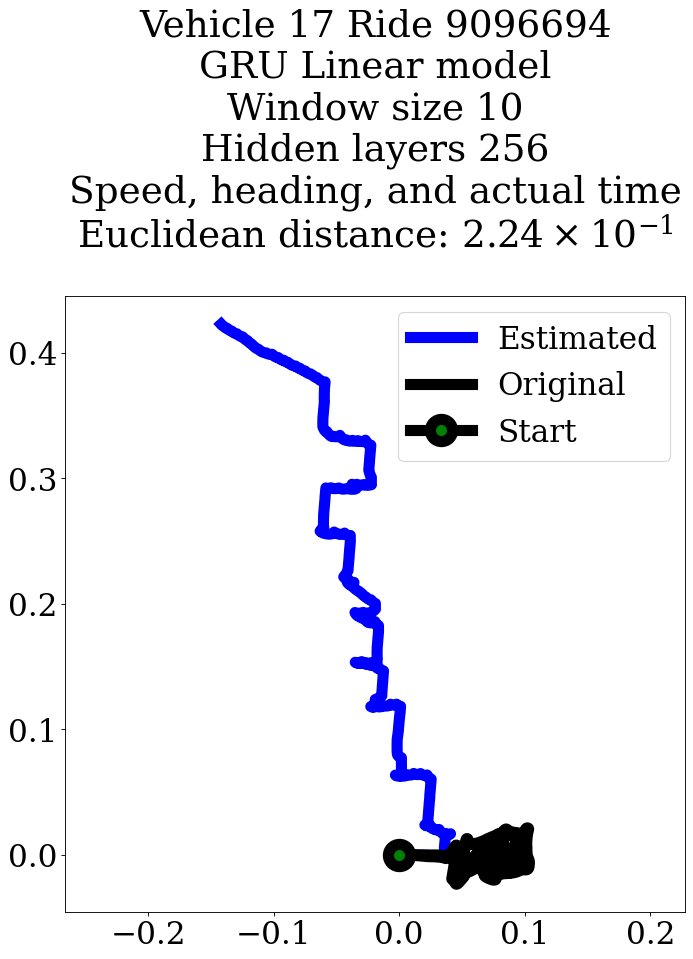 Vehicle 17 Ride 9096694
GRU Linear model
Window size 10
Hidden layers 256
Speed, heading, and actual time
Euclidean distance: 2.24 × 10⁻¹
Estimated
Original
Start
0.4
0.3
0.2
0.1
0.0
−0.2 −0.1 0.0 0.1 0.2